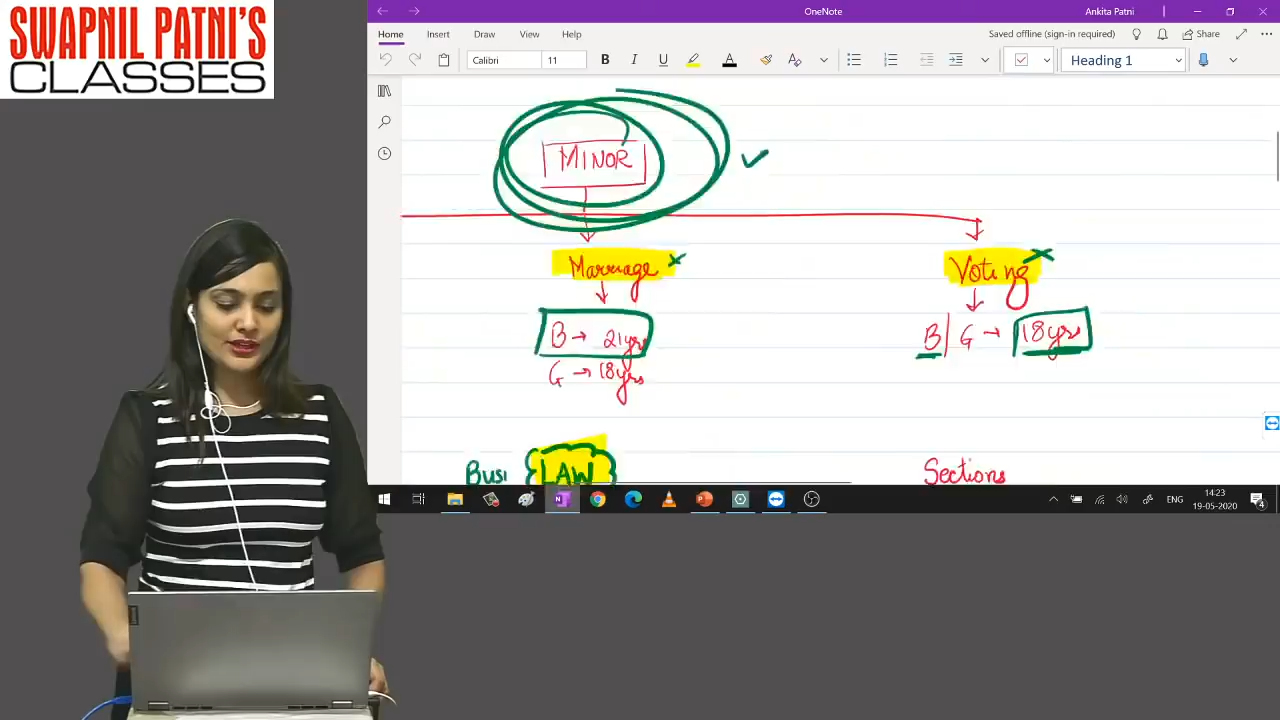 SWAPNIL PATNI'S
CLASSES
OneNote
Ankita Patni
Home Insert Draw View Help
Saved offline (sign-in required)
Share
Calibri 11 B I U A Heading 1
MINOR
Marriage x
Voting x
B → 21yrs
B | G → 18yrs
G → 18yrs
Busi LAW
Sections
ENG
14:23
19-05-2020
4